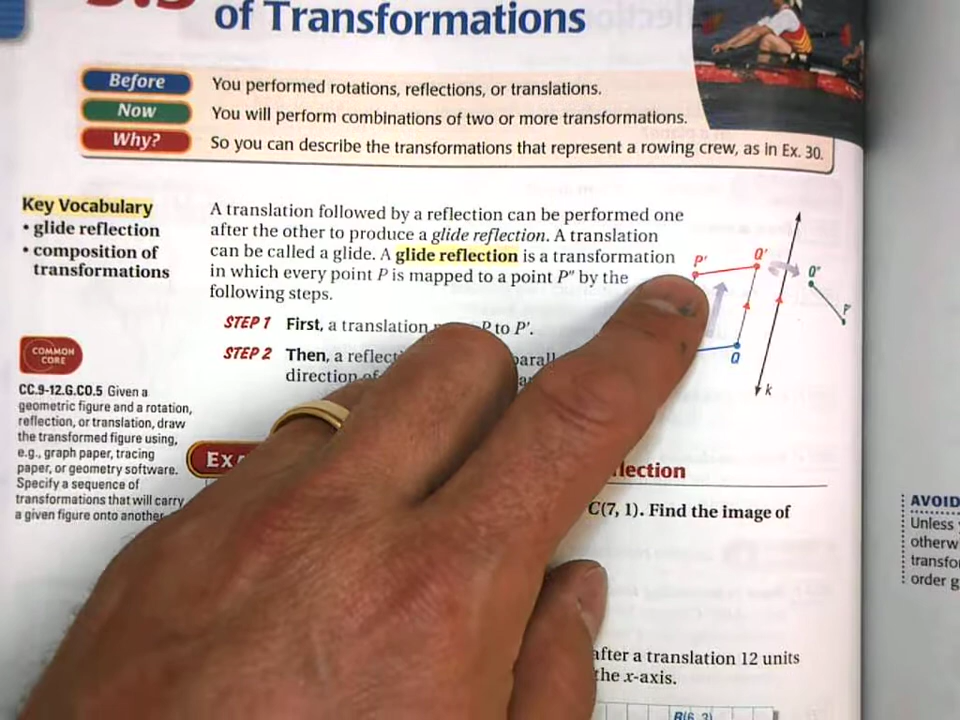 of Transformations
Before You performed rotations, reflections, or translations.
Now You will perform combinations of two or more transformations.
Why? So you can describe the transformations that represent a rowing crew, as in Ex. 30.
Key Vocabulary
• glide reflection
• composition of
transformations
A translation followed by a reflection can be performed one
after the other to produce a glide reflection. A translation
can be called a glide. A glide reflection is a transformation
in which every point P is mapped to a point P" by the
following steps.
STEP 1 First, a translation P to P'.
STEP 2 Then, a
direction
P'
Q'
Q"
Q
k
COMMON
CORE
CC.9-12.G.CO.5 Given a
geometric figure and a rotation,
reflection, or translation, draw
the transformed figure using,
e.g., graph paper, tracing
paper, or geometry software.
Specify a sequence of
transformations that will carry
a given figure onto another
C(7, 1). Find the image of
after a translation 12 units
the x-axis.
AVOID
Unless
order